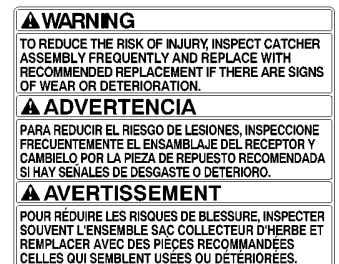 ⚠ WARNING
TO REDUCE THE RISK OF INJURY, INSPECT CATCHER
ASSEMBLY FREQUENTLY AND REPLACE WITH
RECOMMENDED REPLACEMENT IF THERE ARE SIGNS
OF WEAR OR DETERIORATION.
⚠ ADVERTENCIA
PARA REDUCIR EL RIESGO DE LESIONES, INSPECCIONE
FRECUENTEMENTE EL ENSAMBLAJE DEL RECEPTOR Y
CAMBIELO POR LA PIEZA DE REPUESTO RECOMENDADA
SI HAY SEÑALES DE DESGASTE O DETERIORO.
⚠ AVERTISSEMENT
POUR RÉDUIRE LES RISQUES DE BLESSURE, INSPECTER
SOUVENT L'ENSEMBLE SAC COLLECTEUR D'HERBE ET
REMPLACER AVEC DES PIÈCES RECOMMANDÉES
CELLES QUI SEMBLENT USÉES OU DÉTÉRIORÉES.